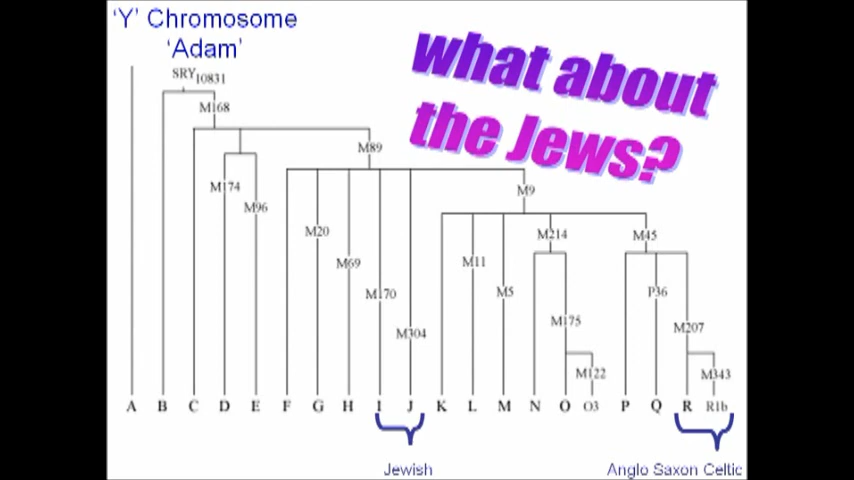 ‘Y’ Chromosome
‘Adam’
what about
the Jews?
SRY10831
M168
M89
M174
M96
M9
M20
M69
M170
M304
M214
M45
M11
M5
P36
M175
M207
M122
M343
A B C D E F G H I J K L M N O O3 P Q R R1b
Jewish
Anglo Saxon Celtic